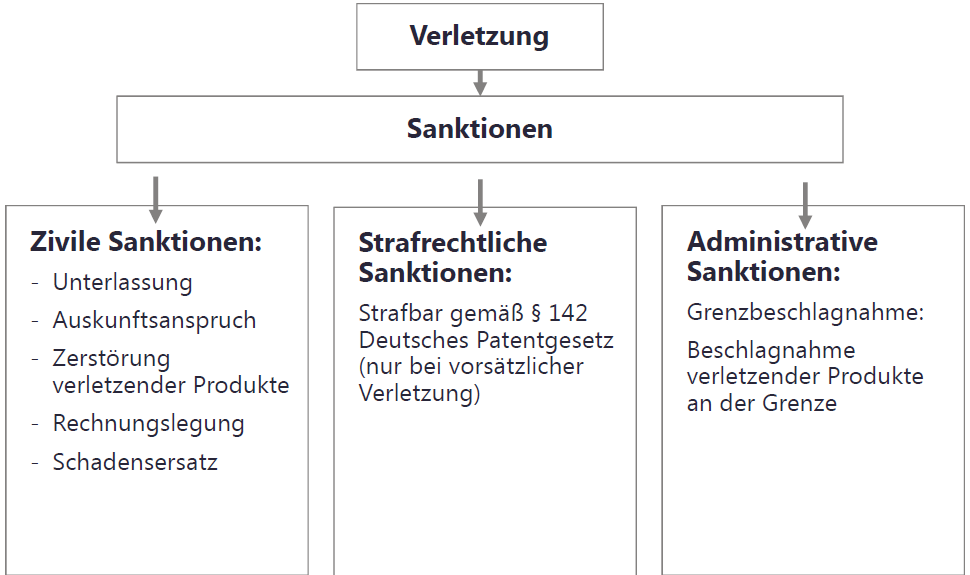 Verletzung
Sanktionen
Zivile Sanktionen:
- Unterlassung
- Auskunftsanspruch
- Zerstörung
verletzender Produkte
- Rechnungslegung
- Schadensersatz
Strafrechtliche
Sanktionen:
Strafbar gemäß § 142
Deutsches Patentgesetz
(nur bei vorsätzlicher
Verletzung)
Administrative
Sanktionen:
Grenzbeschlagnahme:
Beschlagnahme
verletzender Produkte
an der Grenze